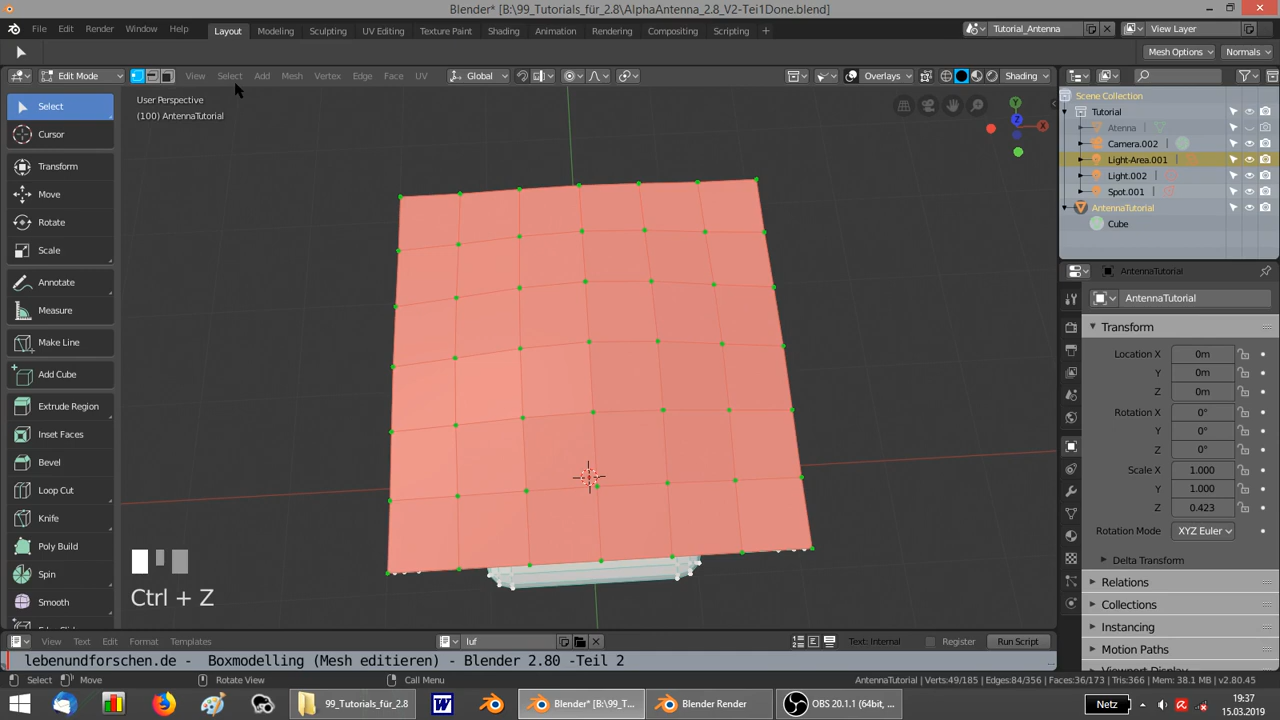 Blender* [B:\99_Tutorials_für_2.8\AlphaAntenna_2.8_V2-Tei1Done.blend]
File Edit Render Window Help Layout Modeling Sculpting UV Editing Texture Paint Shading Animation Rendering Compositing Scripting + Tutorial_Antenna View Layer
Mesh Options Normals
Edit Mode View Select Add Mesh Vertex Edge Face UV Global Overlays Shading
Select
Cursor
Transform
Move
Rotate
Scale
Annotate
Measure
Make Line
Add Cube
Extrude Region
Inset Faces
Bevel
Loop Cut
Knife
Poly Build
Spin
Smooth
User Perspective
(100) AntennaTutorial
Y
Z
X
Ctrl + Z
Scene Collection
Tutorial
Atenna
Camera.002
Light-Area.001
Light.002
Spot.001
AntennaTutorial
Cube
AntennaTutorial
AntennaTutorial
Transform
Location X 0m
Y 0m
Z 0m
Rotation X 0°
Y 0°
Z 0°
Scale X 1.000
Y 1.000
Z 0.423
Rotation Mode XYZ Euler
Delta Transform
Relations
Collections
Instancing
Motion Paths
View Text Edit Format Templates luf Text: Internal Register Run Script
lebenundforschen.de - Boxmodelling (Mesh editieren) - Blender 2.80 -Teil 2
Select Move Rotate View Call Menu AntennaTutorial | Verts:49/185 | Edges:84/356 | Faces:36/173 | Tris:366 | Mem: 38.1 MB | v2.80.45
99_Tutorials_für_2.8 Blender* [B:\99_T... Blender Render OBS 20.1.1 (64bit, ... Netz 19:37
15.03.2019